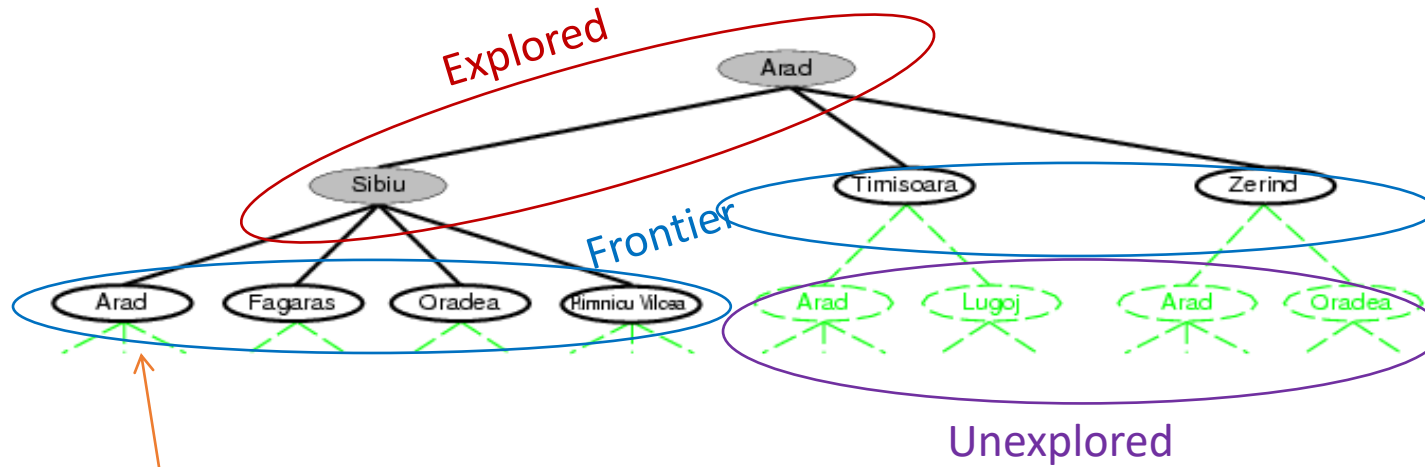 Explored
Arad
Sibiu
Timisoara
Zerind
Frontier
Arad
Fagaras
Oradea
Rimnicu Vilcea
Arad
Lugoj
Arad
Oradea
Unexplored